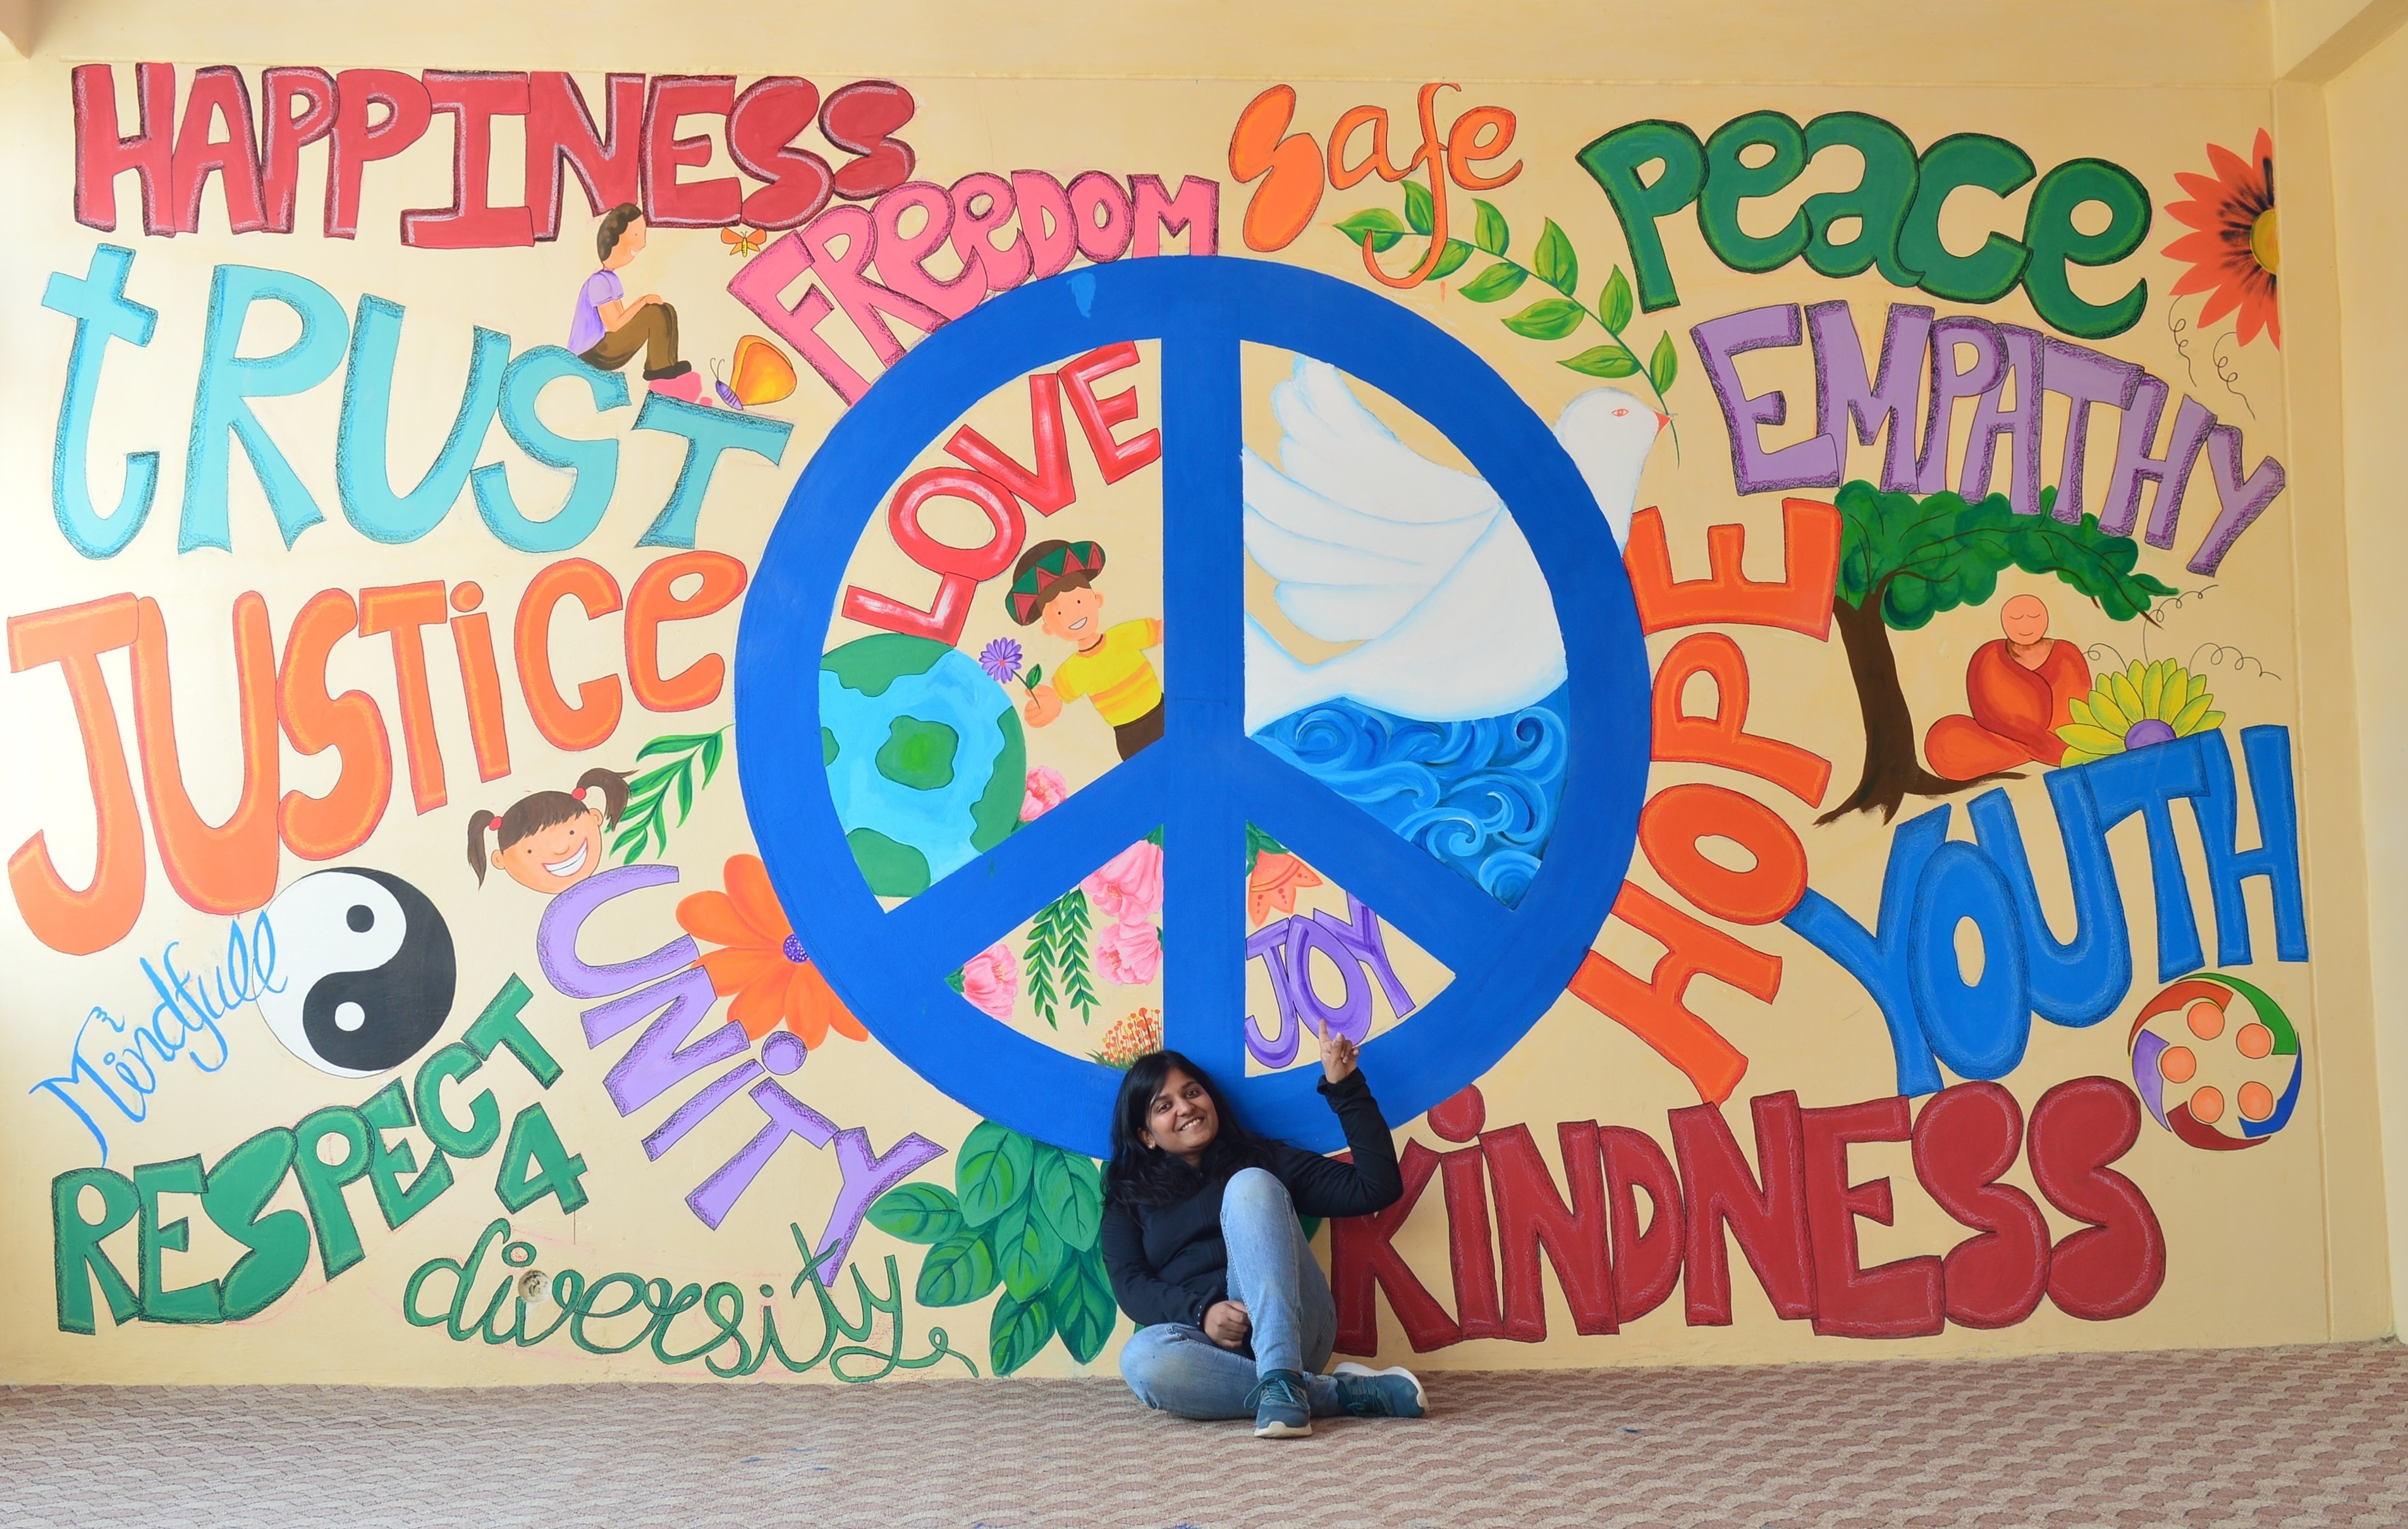 HAPPINESS
FReeDOM
Safe
Peace
tRUST
EMPATHY
LOVE
JUSTice
HOPE
YOUTH
Mindfull
UNiTY
JOY
RESPECT
4
diversity
KiNDNESS